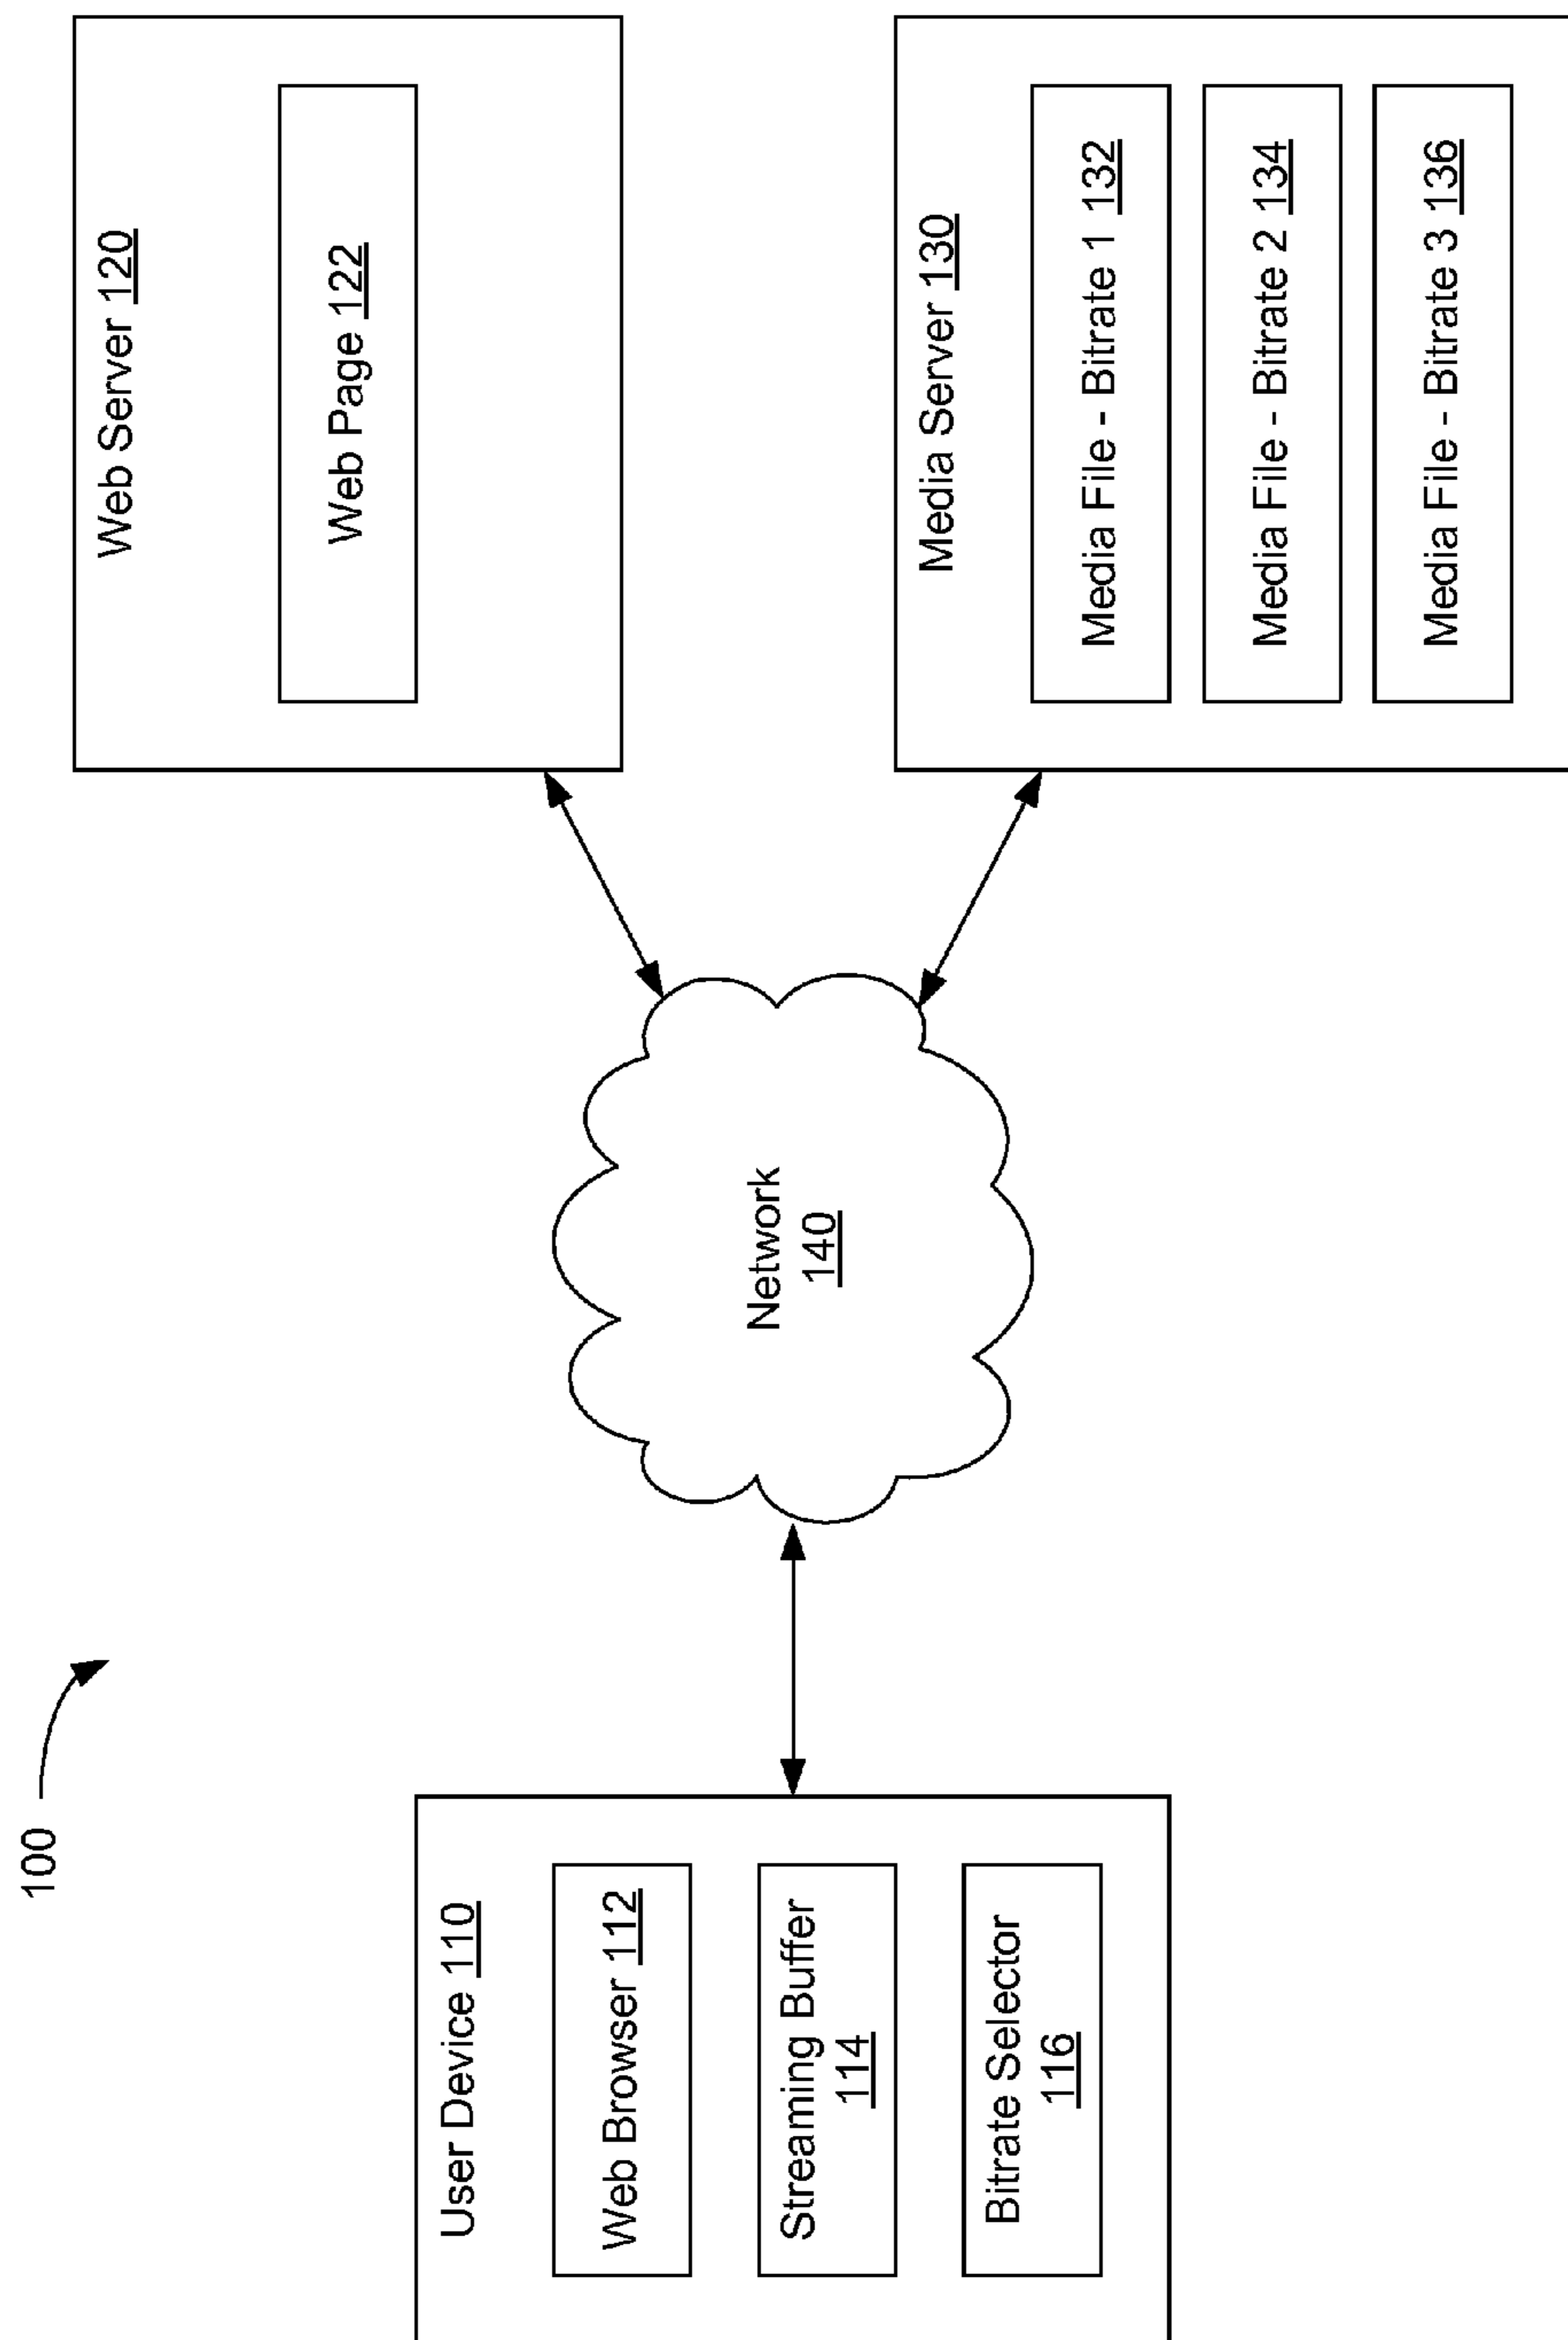 100
User Device 110
Web Browser 112
Streaming Buffer
114
Bitrate Selector
116
Network
140
Web Server 120
Web Page 122
Media Server 130
Media File - Bitrate 1 132
Media File - Bitrate 2 134
Media File - Bitrate 3 136